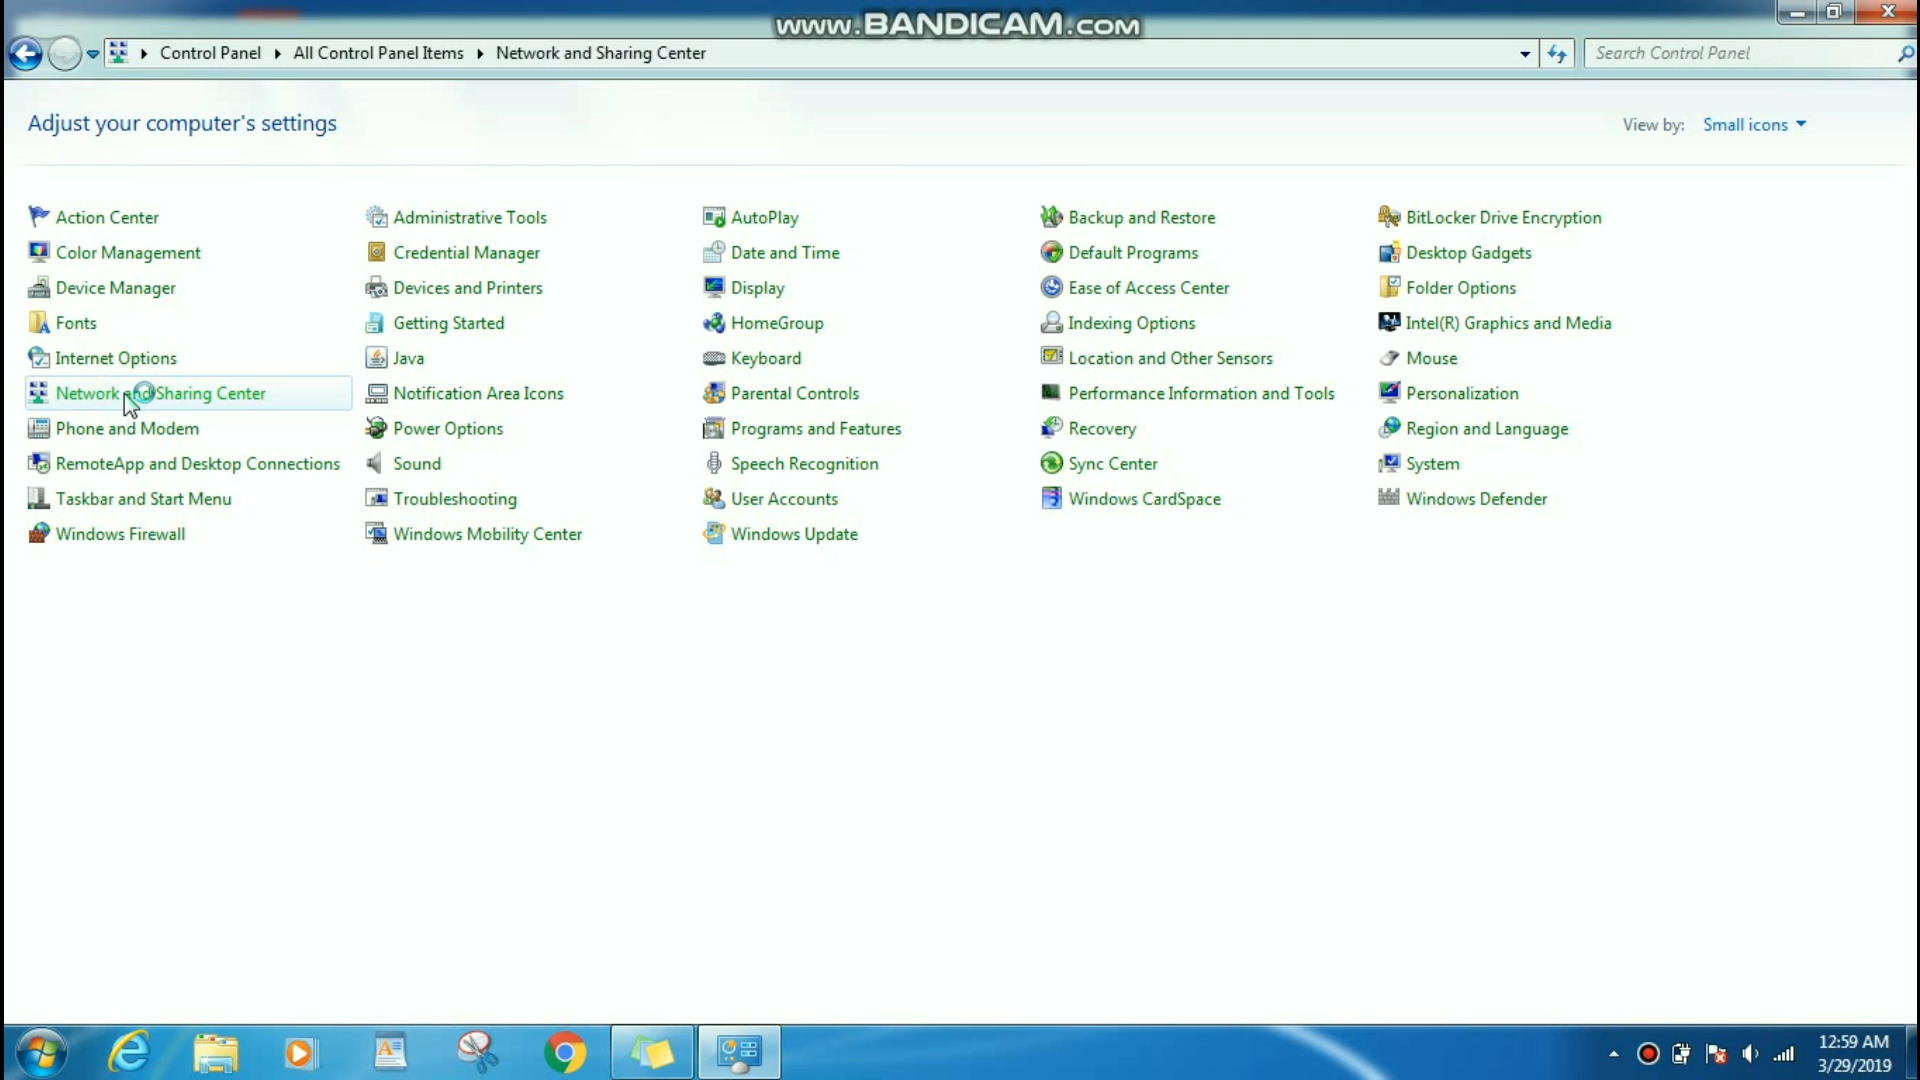 www.BANDICAM.com
Control Panel All Control Panel Items Network and Sharing Center
Search Control Panel
Adjust your computer's settings
View by: Small icons
Action Center Administrative Tools AutoPlay Backup and Restore BitLocker Drive Encryption
Color Management Credential Manager Date and Time Default Programs Desktop Gadgets
Device Manager Devices and Printers Display Ease of Access Center Folder Options
Fonts Getting Started HomeGroup Indexing Options Intel(R) Graphics and Media
Internet Options Java Keyboard Location and Other Sensors Mouse
Network and Sharing Center Notification Area Icons Parental Controls Performance Information and Tools Personalization
Phone and Modem Power Options Programs and Features Recovery Region and Language
RemoteApp and Desktop Connections Sound Speech Recognition Sync Center System
Taskbar and Start Menu Troubleshooting User Accounts Windows CardSpace Windows Defender
Windows Firewall Windows Mobility Center Windows Update
12:59 AM
3/29/2019